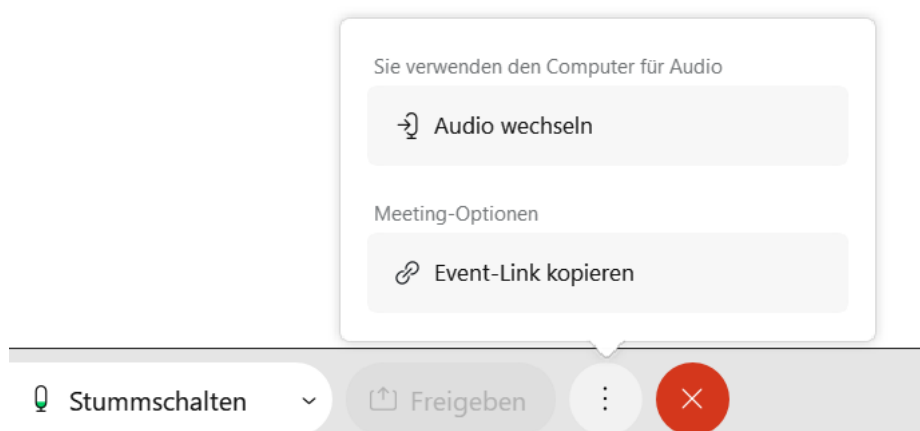 Sie verwenden den Computer für Audio
Audio wechseln
Meeting-Optionen
Event-Link kopieren
Stummschalten
Freigeben